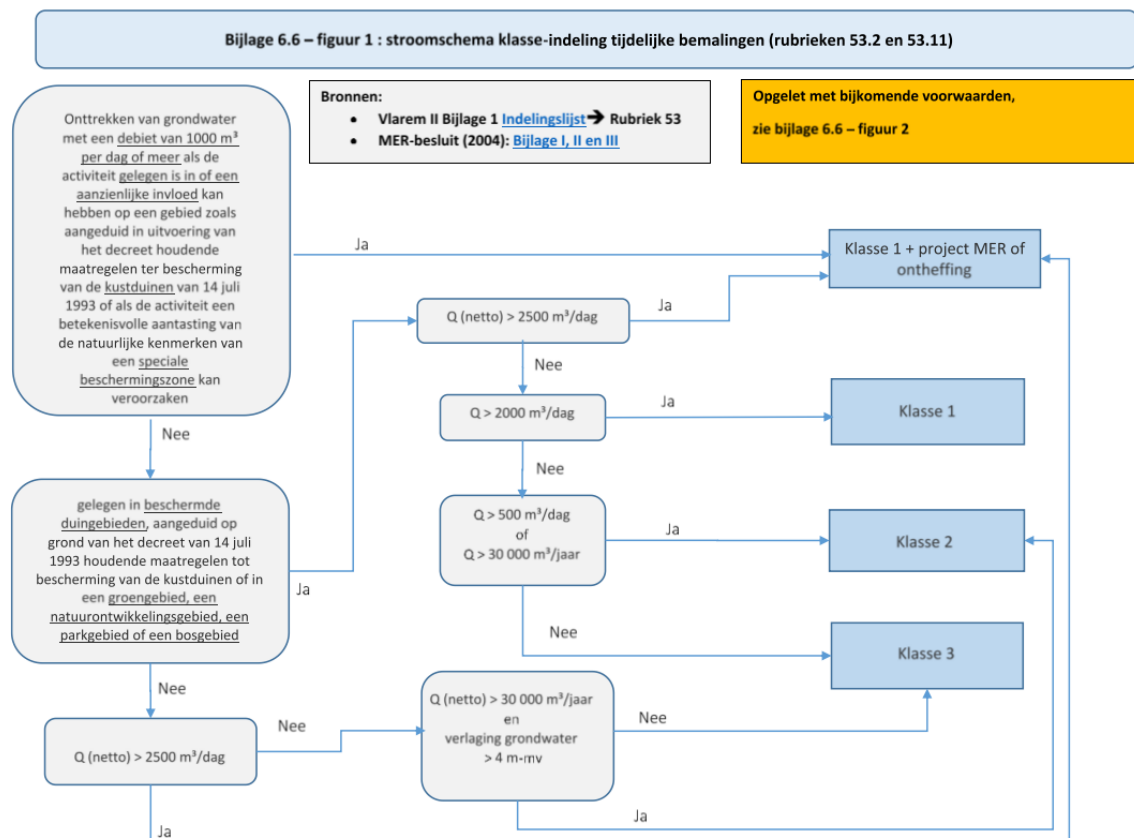 Bijlage 6.6 – figuur 1 : stroomschema klasse-indeling tijdelijke bemalingen (rubrieken 53.2 en 53.11)
Onttrekken van grondwater
met een debiet van 1000 m³
per dag of meer als de
activiteit gelegen is in of een
aanzienlijke invloed kan
hebben op een gebied zoals
aangeduid in uitvoering van
het decreet houdende
maatregelen ter bescherming
van de kustduinen van 14 juli
1993 of als de activiteit een
betekenisvolle aantasting van
de natuurlijke kenmerken van
een speciale
beschermingszone kan
veroorzaken
Bronnen:
• Vlarem II Bijlage 1 Indelingslijst➔ Rubriek 53
• MER-besluit (2004): Bijlage I, II en III
Opgelet met bijkomende voorwaarden,
zie bijlage 6.6 – figuur 2
Ja
Klasse 1 + project MER of
ontheffing
Q (netto) > 2500 m³/dag
Ja
Nee
Q > 2000 m³/dag
Ja
Klasse 1
Nee
Nee
gelegen in beschermde
duingebieden, aangeduid op
grond van het decreet van 14 juli
1993 houdende maatregelen tot
bescherming van de kustduinen of in
een groengebied, een
natuurontwikkelingsgebied, een
parkgebied of een bosgebied
Ja
Q > 500 m³/dag
of
Q > 30 000 m³/jaar
Ja
Klasse 2
Nee
Klasse 3
Nee
Q (netto) > 2500 m³/dag
Nee
Q (netto) > 30 000 m³/jaar
en
verlaging grondwater
> 4 m-mv
Nee
Ja
Ja